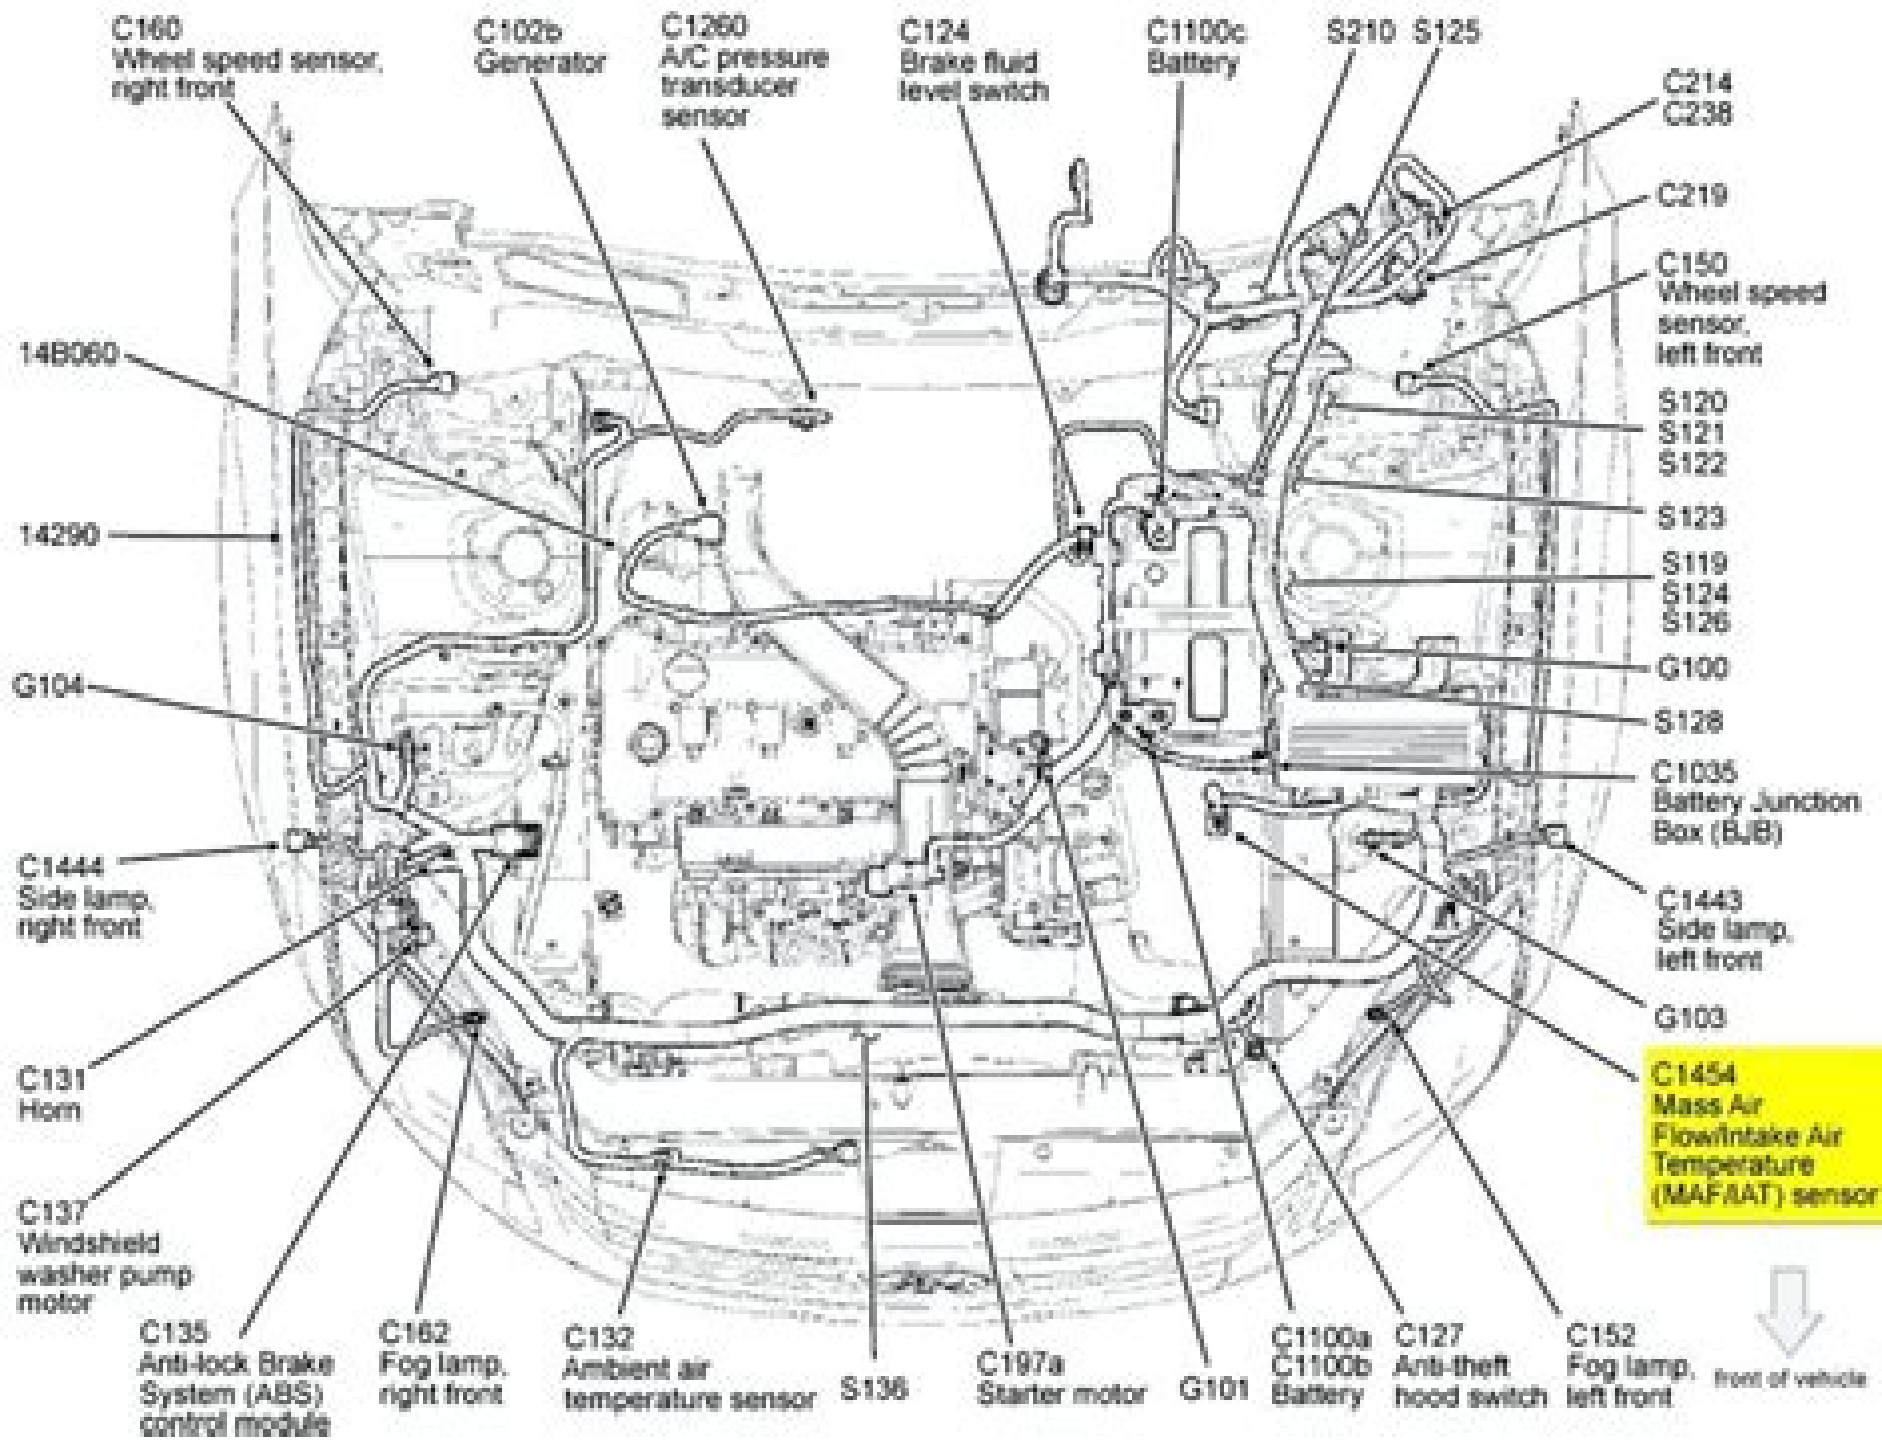 C160
Wheel speed sensor,
right front
C102b
Generator
C1260
A/C pressure
transducer
sensor
C124
Brake fluid
level switch
C1100c
Battery
S210
S125
C214
C238
C219
C150
Wheel speed
sensor,
left front
S120
S121
S122
S123
S119
S124
S126
G100
S128
C1035
Battery Junction
Box (BJB)
C1443
Side lamp,
left front
G103
C1454
Mass Air
Flow/Intake Air
Temperature
(MAF/IAT) sensor
14B060
14290
G104
C1444
Side lamp,
right front
C131
Horn
C137
Windshield
washer pump
motor
C135
Anti-lock Brake
System (ABS)
control module
C162
Fog lamp,
right front
C132
Ambient air
temperature sensor
S136
C197a
Starter motor
G101
C1100a
C1100b
Battery
C127
Anti-theft
hood switch
C152
Fog lamp,
left front
front of vehicle